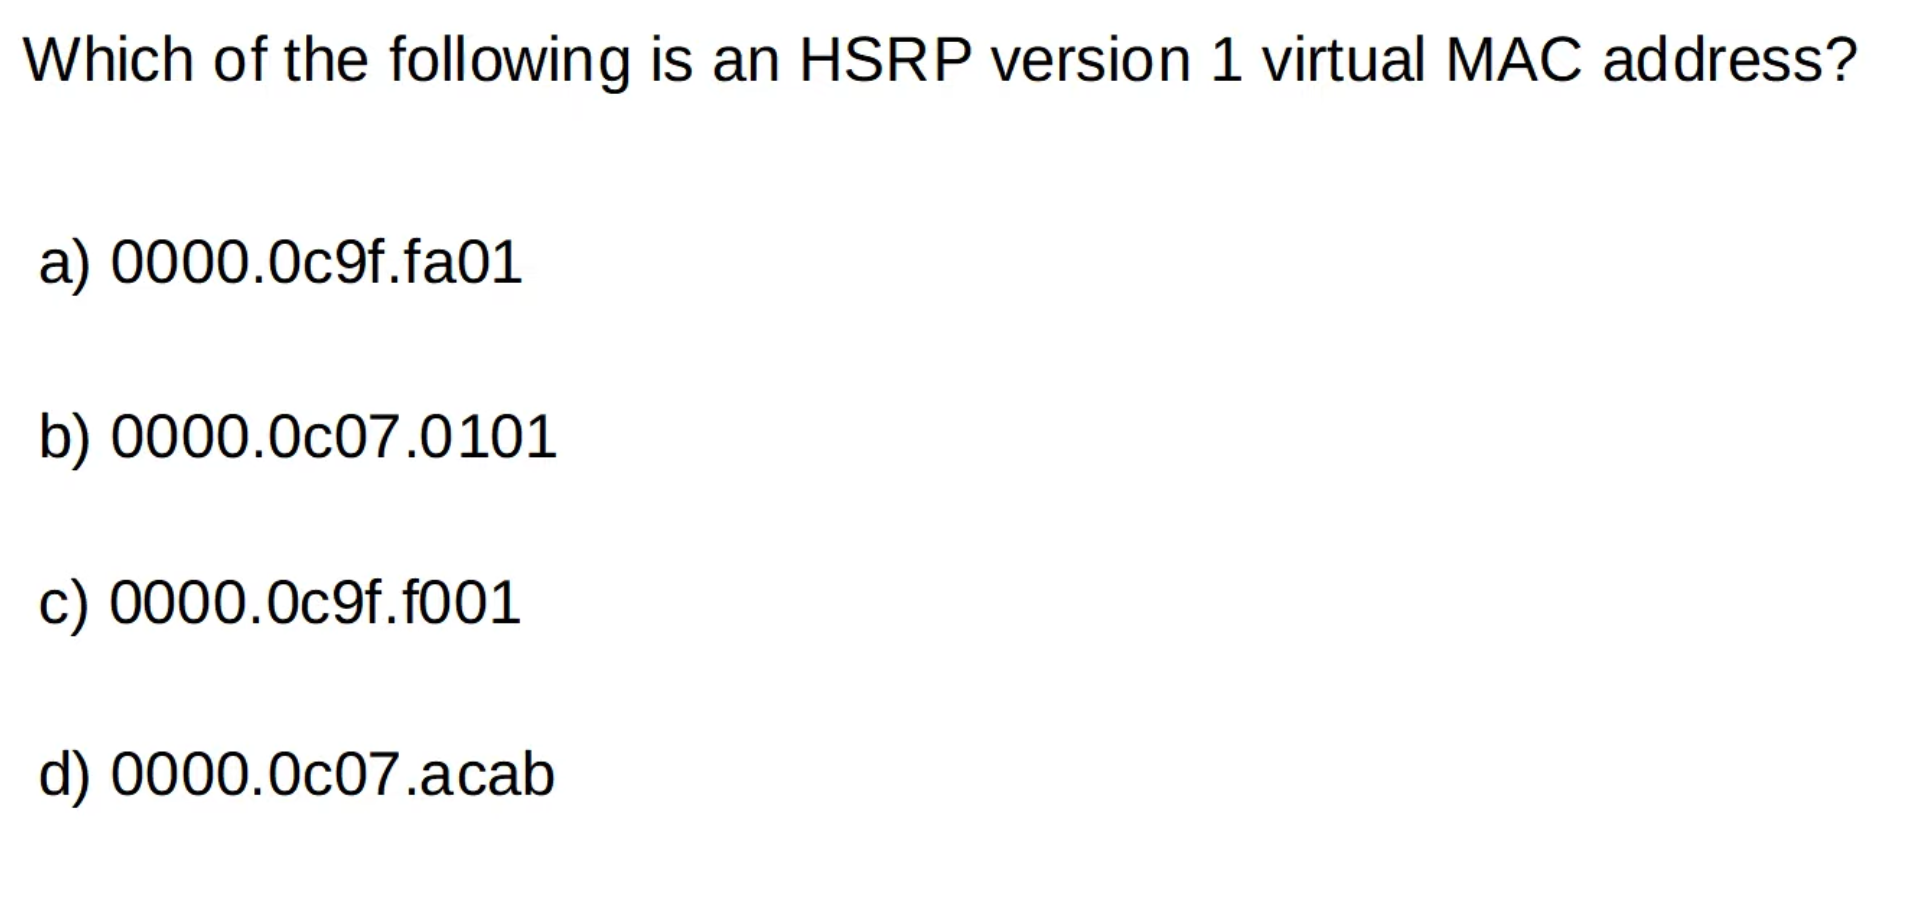 Which of the following is an HSRP version 1 virtual MAC address?
a) 0000.0c9f.fa01
b) 0000.0c07.0101
c) 0000.0c9f.f001
d) 0000.0c07.acab